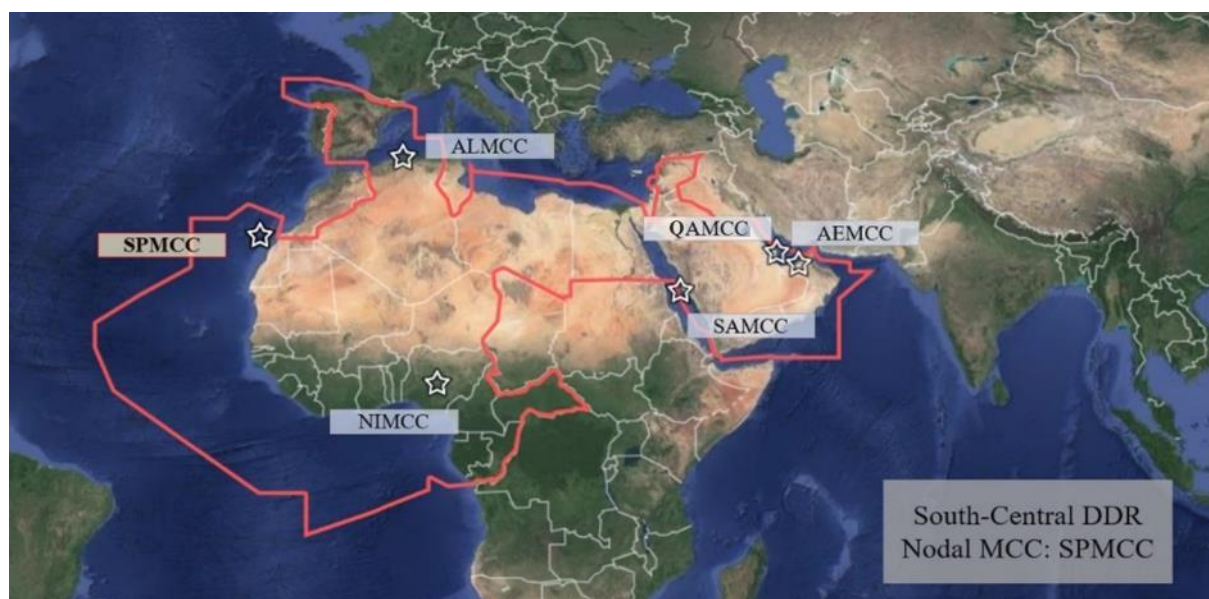 ALMCC
SPMCC
QAMCC
AEMCC
SAMCC
NIMCC
South-Central DDR
Nodal MCC: SPMCC